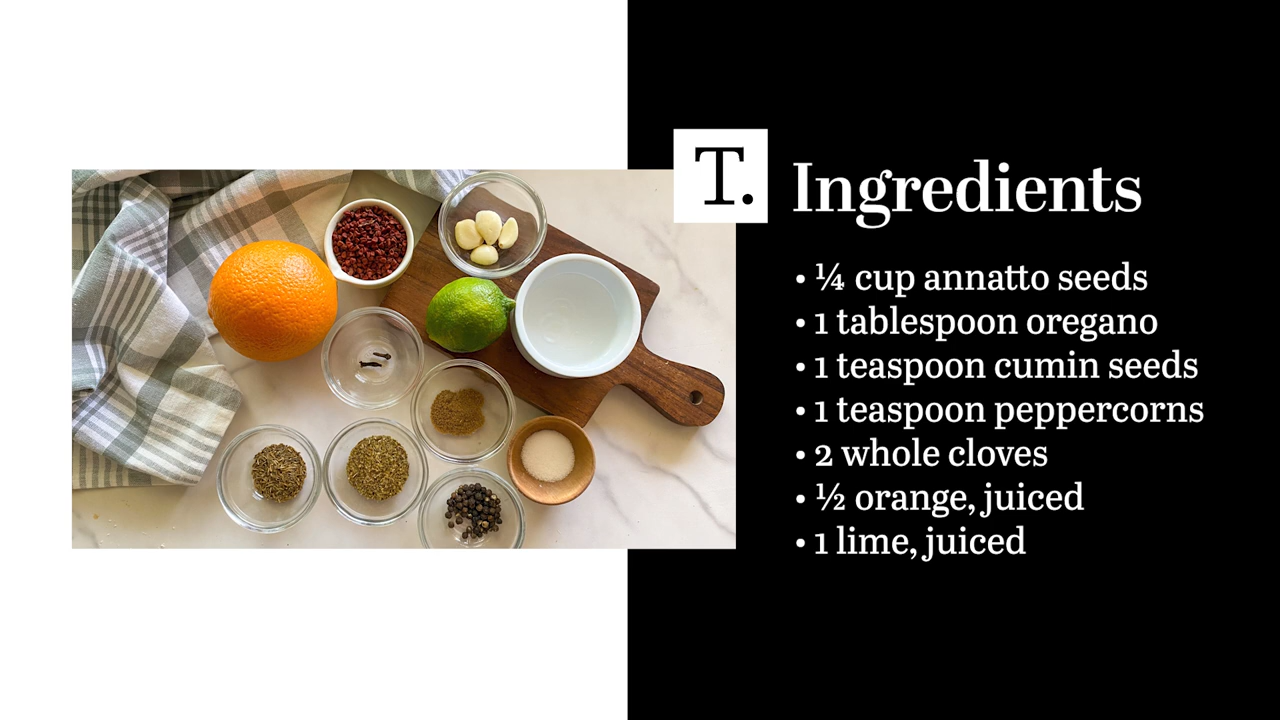 T.
Ingredients
• ¼ cup annatto seeds
• 1 tablespoon oregano
• 1 teaspoon cumin seeds
• 1 teaspoon peppercorns
• 2 whole cloves
• ½ orange, juiced
• 1 lime, juiced